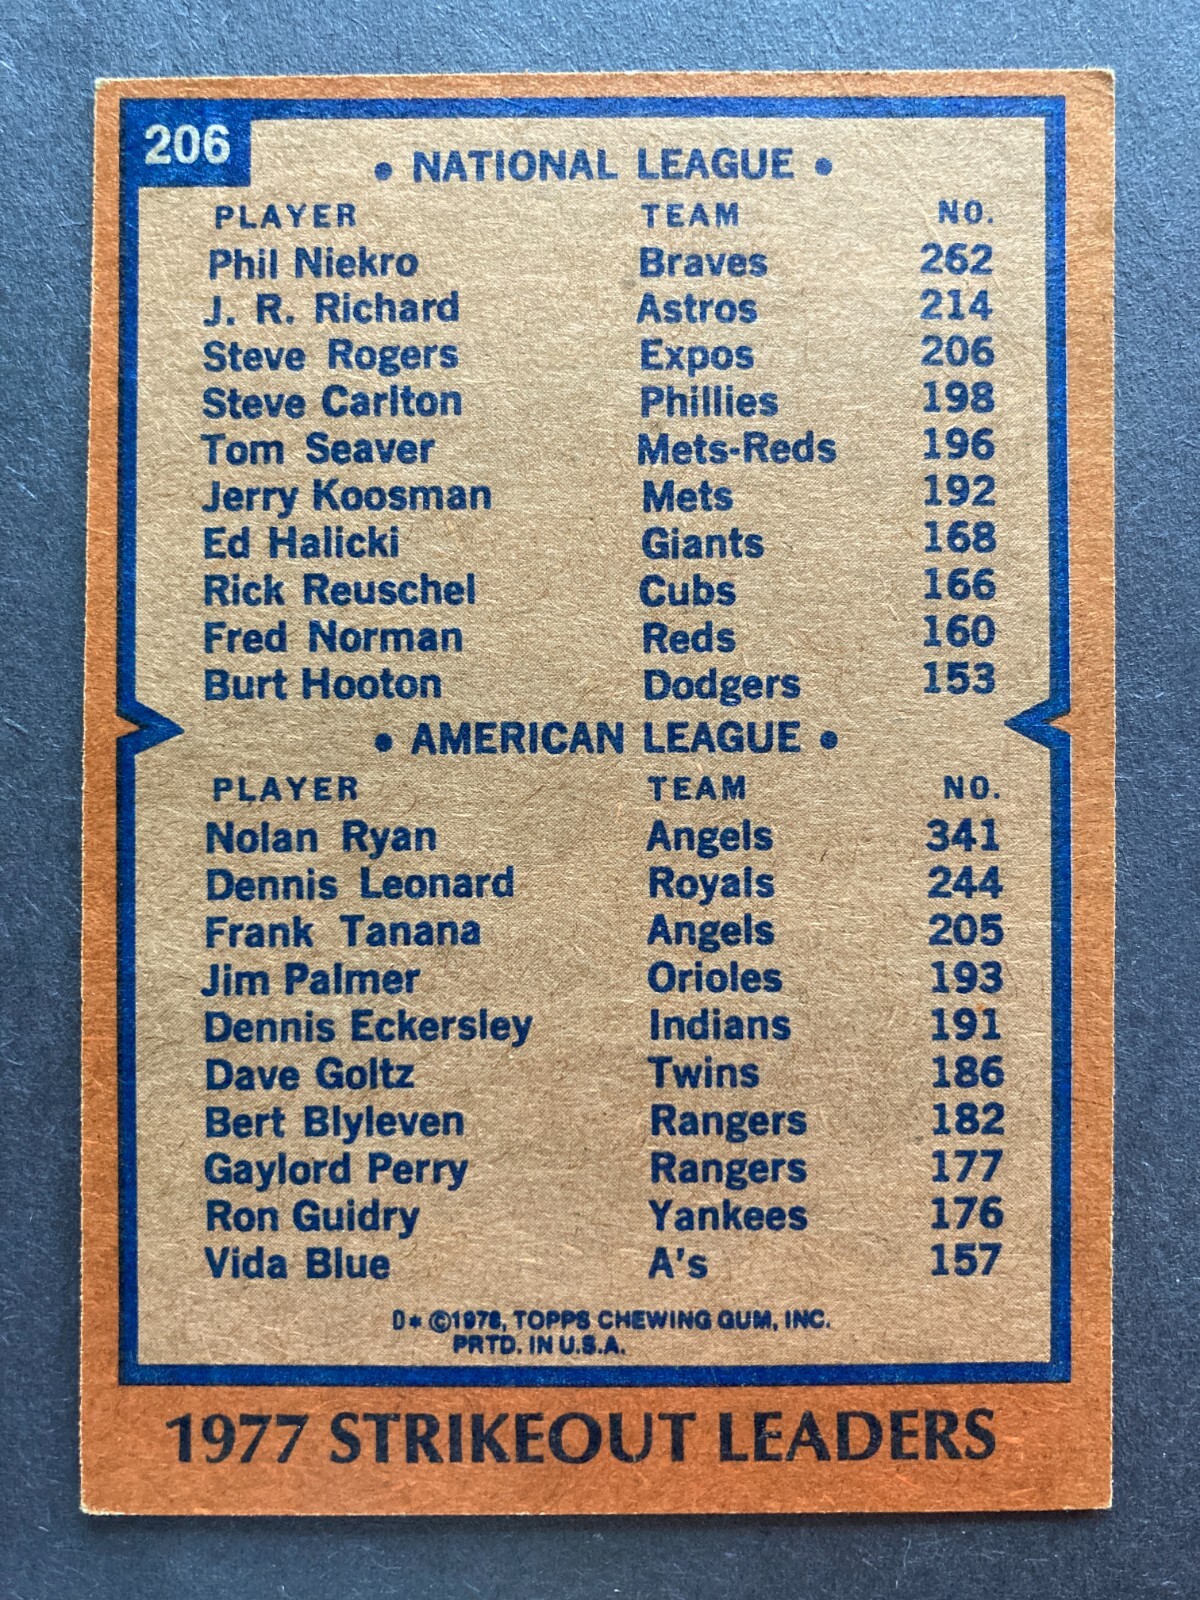 206
• NATIONAL LEAGUE •
PLAYER TEAM NO.
Phil Niekro Braves 262
J. R. Richard Astros 214
Steve Rogers Expos 206
Steve Carlton Phillies 198
Tom Seaver Mets-Reds 196
Jerry Koosman Mets 192
Ed Halicki Giants 168
Rick Reuschel Cubs 166
Fred Norman Reds 160
Burt Hooton Dodgers 153
• AMERICAN LEAGUE •
PLAYER TEAM NO.
Nolan Ryan Angels 341
Dennis Leonard Royals 244
Frank Tanana Angels 205
Jim Palmer Orioles 193
Dennis Eckersley Indians 191
Dave Goltz Twins 186
Bert Blyleven Rangers 182
Gaylord Perry Rangers 177
Ron Guidry Yankees 176
Vida Blue A's 157
D* ©1978, TOPPS CHEWING GUM, INC.
PRTD. IN U.S.A.
1977 STRIKEOUT LEADERS